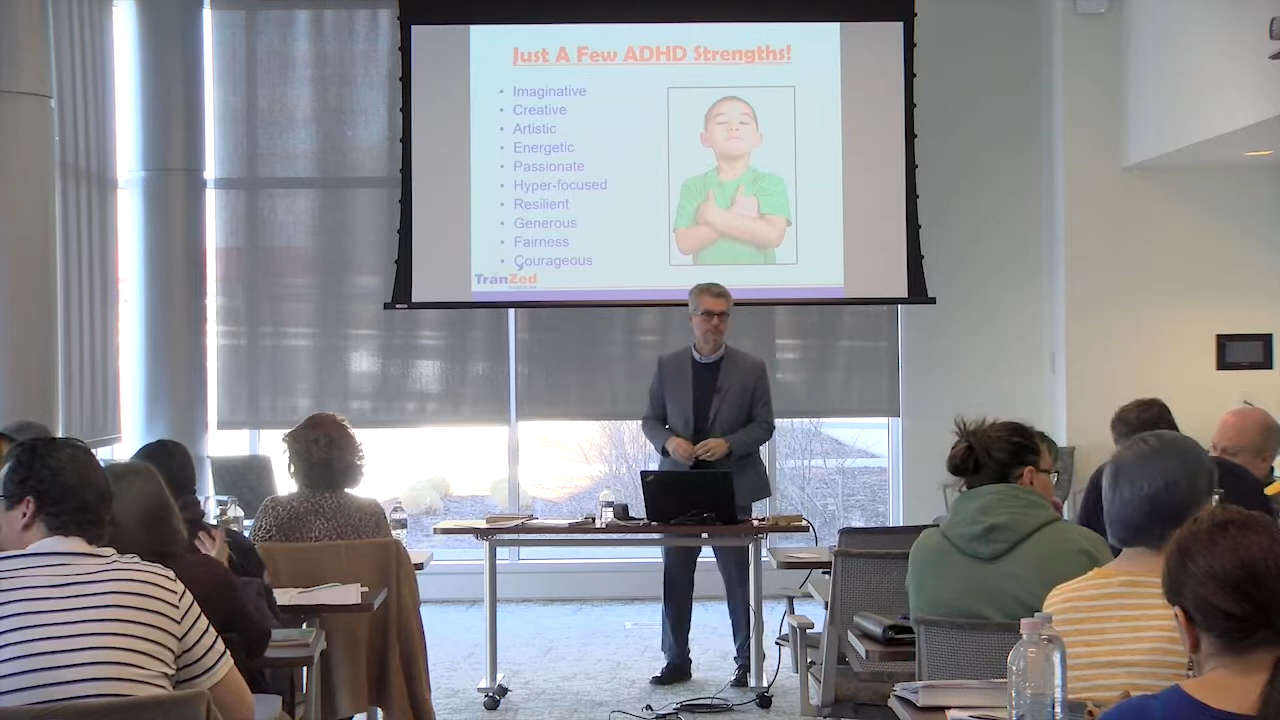 Just A Few ADHD Strengths!
• Imaginative
• Creative
• Artistic
• Energetic
• Passionate
• Hyper-focused
• Resilient
• Generous
• Fairness
• Courageous
TranZed